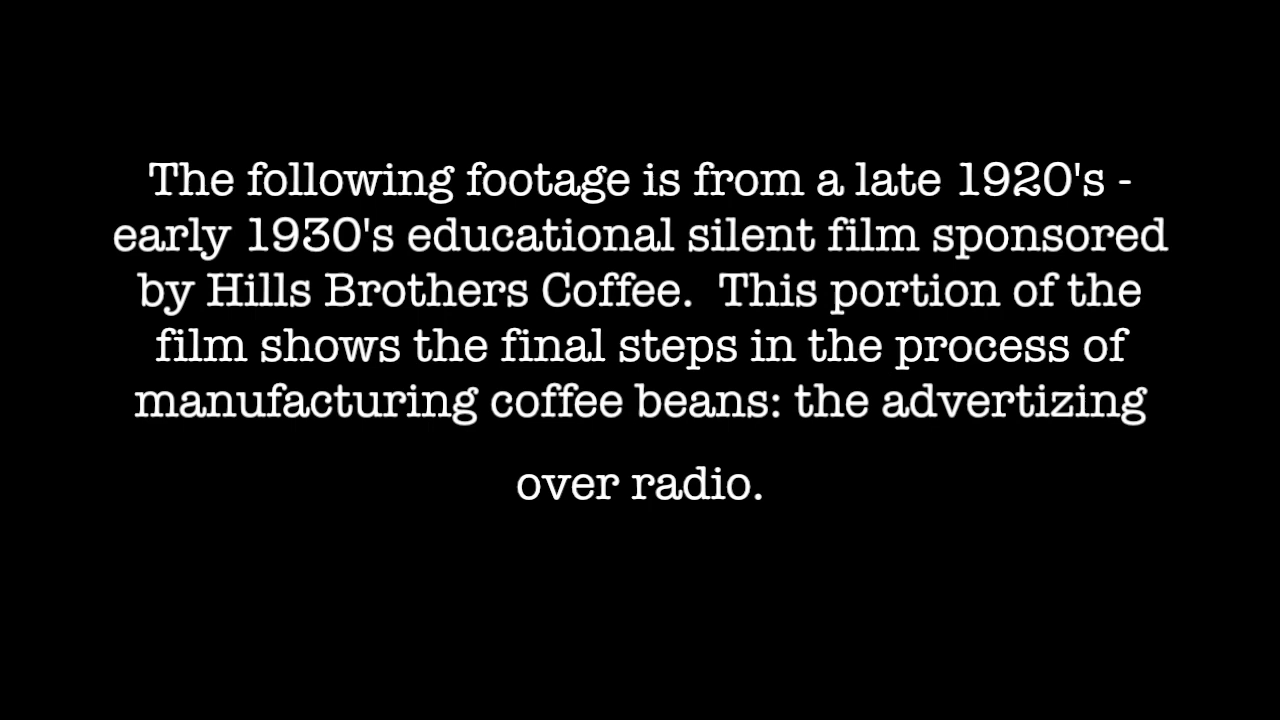 The following footage is from a late 1920's -
early 1930's educational silent film sponsored
by Hills Brothers Coffee.  This portion of the
film shows the final steps in the process of
manufacturing coffee beans: the advertizing
over radio.